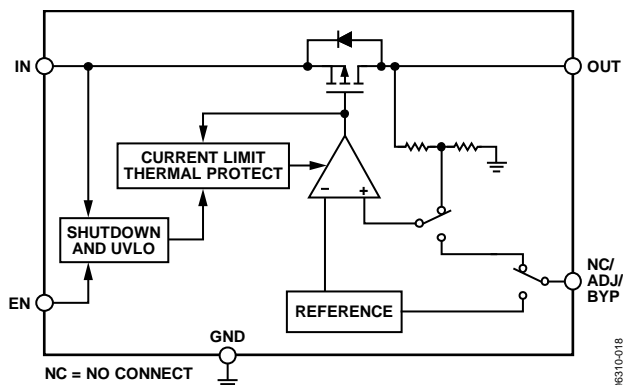 IN
OUT
CURRENT LIMIT
THERMAL PROTECT
–
+
SHUTDOWN
AND UVLO
NC/
ADJ/
BYP
EN
REFERENCE
GND
NC = NO CONNECT
06310-018